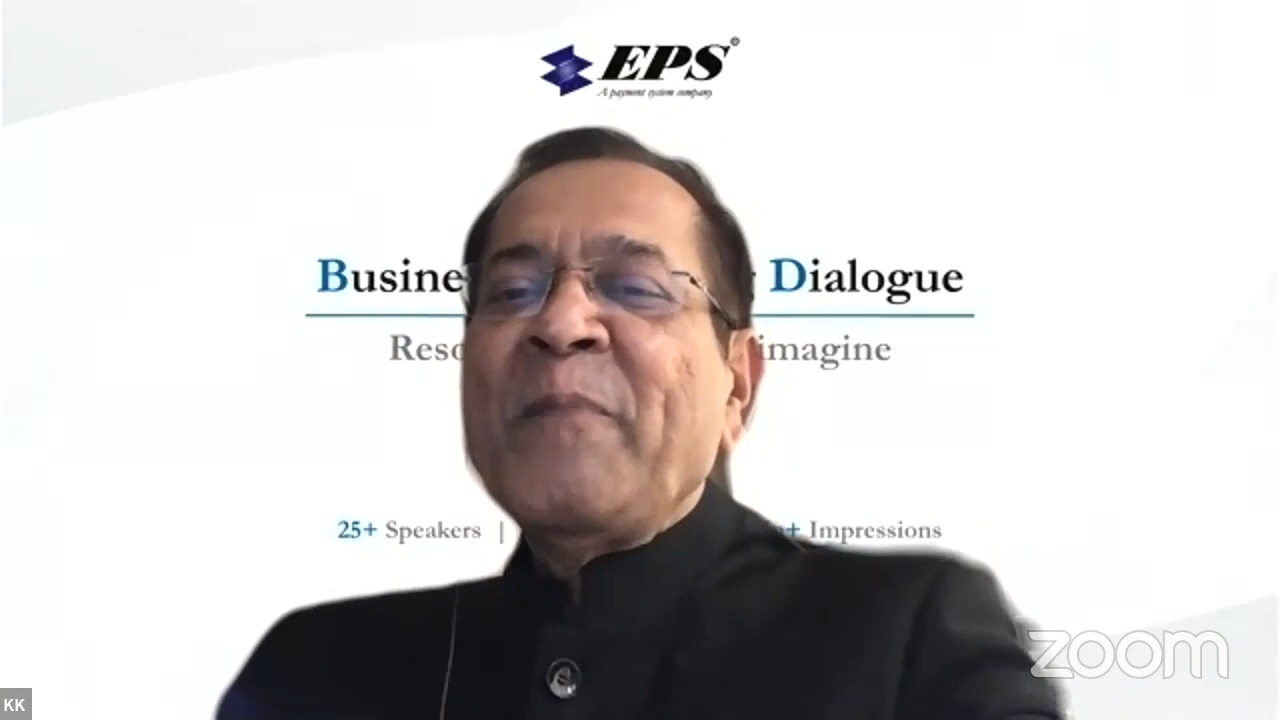 EPS®
A payment system company
Busine Dialogue
Reso imagine
25+ Speakers | + Impressions
zoom
KK